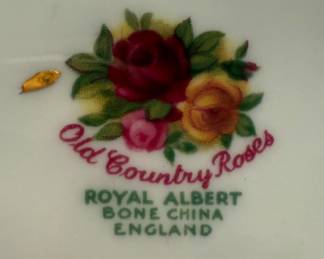 Old Country Roses
ROYAL ALBERT
BONE CHINA
ENGLAND